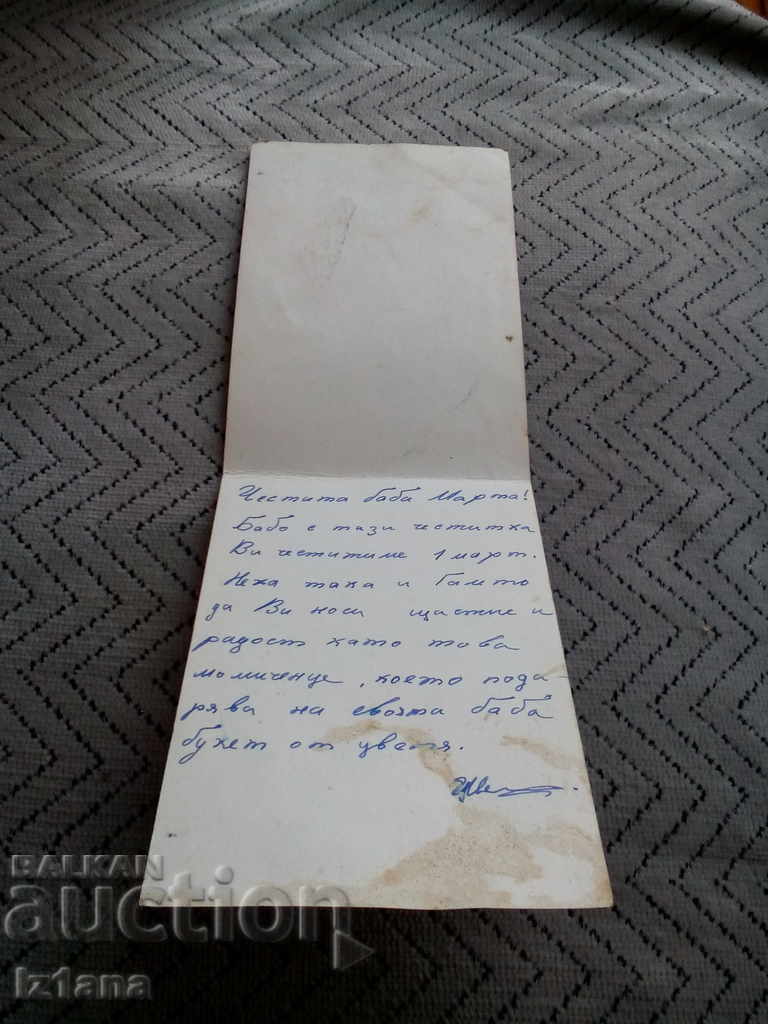 Честита баба Марта!
Бабо с тази честитка
Ви честитиме 1 март.
Нека така и
да Ви носи щастие и
радост като това
момиченце, което пода-
рява на своята баба
букет от цветя.
BALKAN
auction
Iz1ana